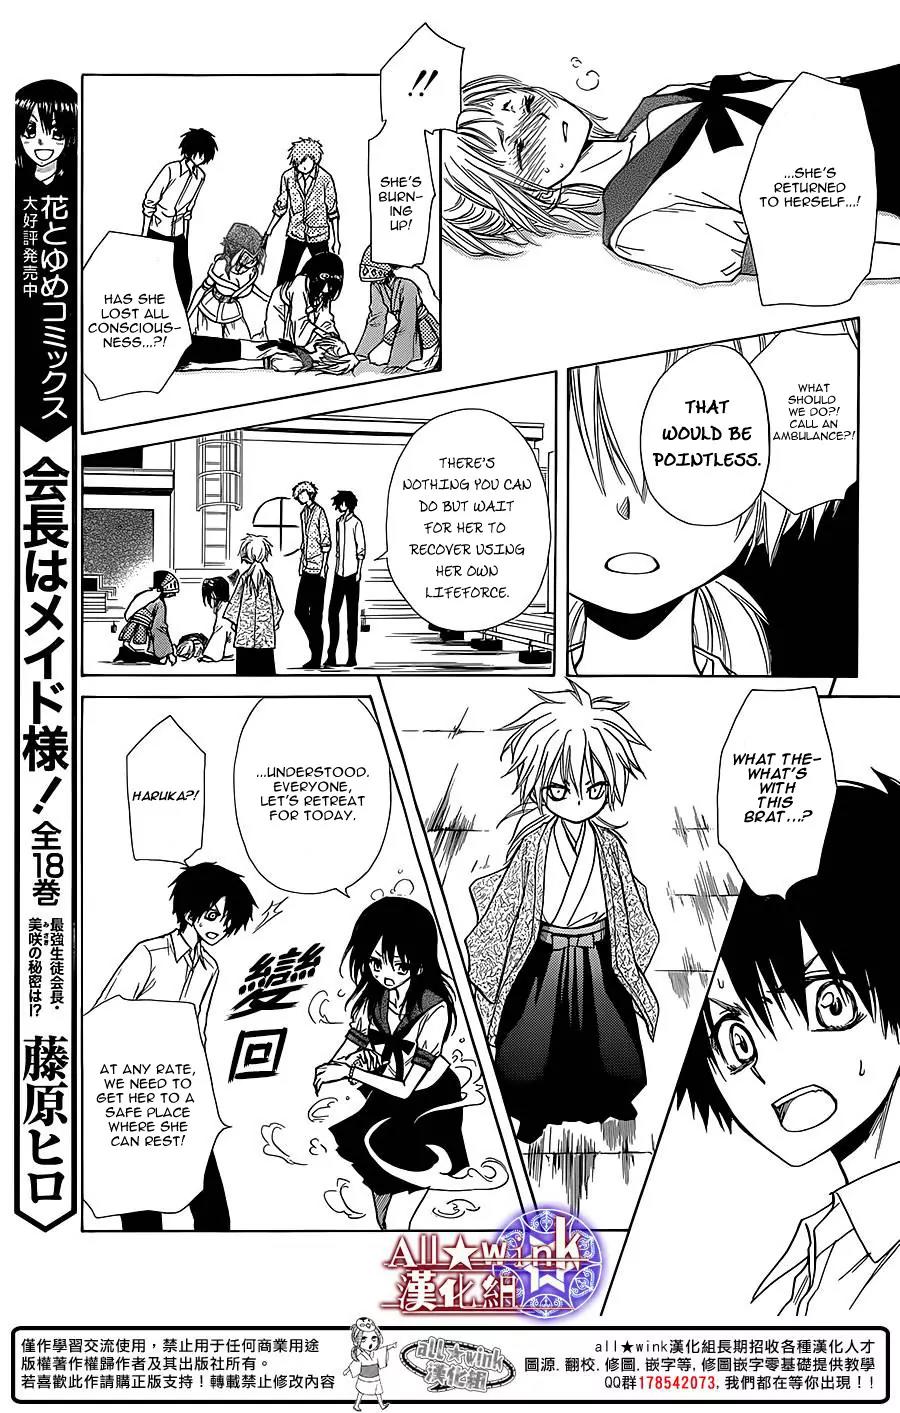 ...SHE'S
RETURNED
TO
HERSELF...!
!!
SHE'S
BURN-
ING
UP!
HAS SHE
LOST ALL
CONSCIOUS-
NESS...?!
WHAT
SHOULD
WE DO?!
CALL AN
AMBULANCE?!
THAT
WOULD BE
POINTLESS.
THERE'S
NOTHING YOU CAN
DO BUT WAIT
FOR HER TO
RECOVER USING
HER OWN
LIFEFORCE.
WHAT THE-
WHAT'S
WITH
THIS
BRAT...?
...UNDERSTOOD.
EVERYONE,
LET'S RETREAT
FOR TODAY.
HARUKA?!
變回
AT ANY RATE,
WE NEED TO
GET HER TO A
SAFE PLACE
WHERE SHE
CAN REST!
花とゆめコミックス
大好評発売中
会長はメイド様！全18巻
最強生徒会長・
美咲の秘密は!?
みさき
藤原ヒロ
All★wink
漢化組
僅作學習交流使用，禁止用于任何商業用途
版權著作權歸作者及其出版社所有。
若喜歡此作請購正版支持！轉載禁止修改內容
all★wink
漢化組
all★wink漢化組長期招收各種漢化人才
圖源. 翻校. 修圖. 嵌字等, 修圖嵌字零基礎提供教學
QQ群178542073, 我們都在等你出現！！